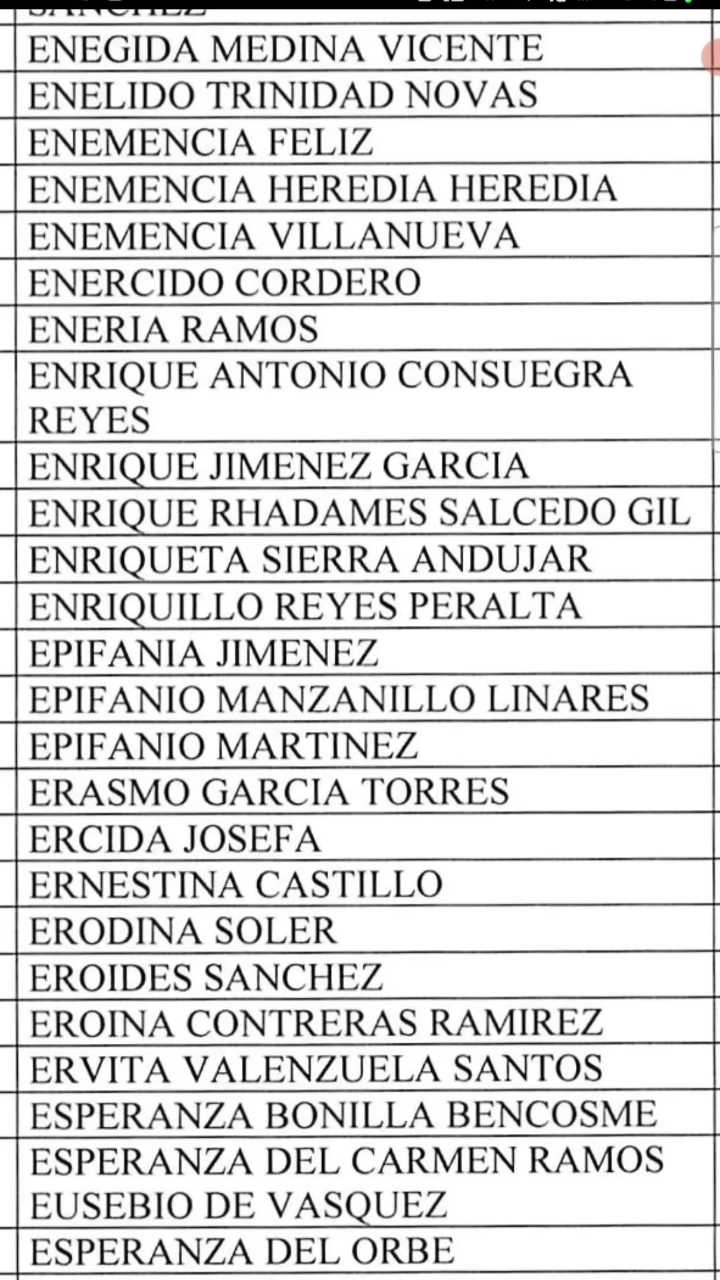 SANCHEZ
ENEGIDA MEDINA VICENTE
ENELIDO TRINIDAD NOVAS
ENEMENCIA FELIZ
ENEMENCIA HEREDIA HEREDIA
ENEMENCIA VILLANUEVA
ENERCIDO CORDERO
ENERIA RAMOS
ENRIQUE ANTONIO CONSUEGRA
REYES
ENRIQUE JIMENEZ GARCIA
ENRIQUE RHADAMES SALCEDO GIL
ENRIQUETA SIERRA ANDUJAR
ENRIQUILLO REYES PERALTA
EPIFANIA JIMENEZ
EPIFANIO MANZANILLO LINARES
EPIFANIO MARTINEZ
ERASMO GARCIA TORRES
ERCIDA JOSEFA
ERNESTINA CASTILLO
ERODINA SOLER
EROIDES SANCHEZ
EROINA CONTRERAS RAMIREZ
ERVITA VALENZUELA SANTOS
ESPERANZA BONILLA BENCOSME
ESPERANZA DEL CARMEN RAMOS
EUSEBIO DE VASQUEZ
ESPERANZA DEL ORBE